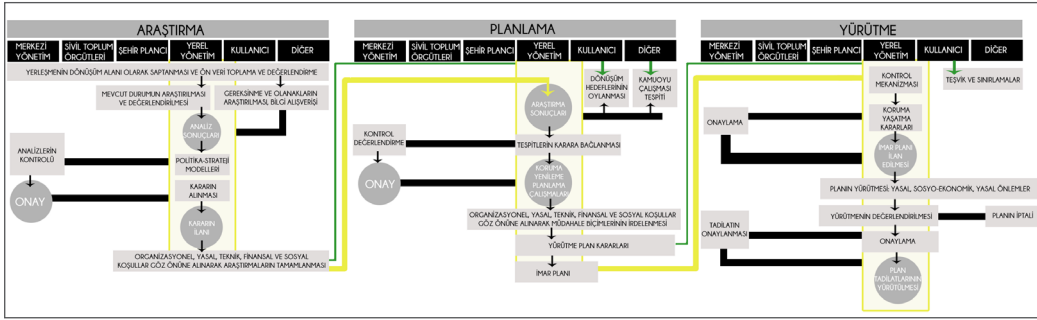 ARAŞTIRMA
MERKEZİ
YÖNETİM
SİVİL TOPLUM
ÖRGÜTLERİ
ŞEHİR PLANCI
YEREL
YÖNETİM
KULLANICI
DİĞER
YERLEŞMENİN DÖNÜŞÜM ALANI OLARAK SAPTANMASI VE ÖN VERİ TOPLAMA VE DEĞERLENDİRME
MEVCUT DURUMUN ARAŞTIRILMASI
VE DEĞERLENDİRİLMESİ
GEREKSİNME VE OLANAKLARIN
ARAŞTIRILMASI, BİLGİ ALIŞVERİŞİ
ANALİZ
SONUÇLARI
ANALİZLERİN
KONTROLÜ
POLİTİKA-STRATEJİ
MODELLERİ
ONAY
KARARIN
ALINMASI
KARARIN
İLANI
ORGANİZASYONEL, YASAL, TEKNİK, FİNANSAL VE SOSYAL
KOŞULLAR GÖZ ÖNÜNE ALINARAK ARAŞTIRMALARIN TAMAMLANMASI
PLANLAMA
MERKEZİ
YÖNETİM
SİVİL TOPLUM
ÖRGÜTLERİ
ŞEHİR PLANCI
YEREL
YÖNETİM
KULLANICI
DİĞER
DÖNÜŞÜM
HEDEFLERİNİN
OYLANMASI
KAMUOYU
ÇALIŞMASI
TESPİTİ
ARAŞTIRMA
SONUÇLARI
KONTROL
DEĞERLENDİRME
TESPİTLERİN KARARA BAĞLANMASI
ONAY
KORUMA
YENİLEME
PLANLAMA
ÇALIŞMALARI
ORGANİZASYONEL, YASAL, TEKNİK, FİNANSAL VE SOSYAL KOŞULLAR
GÖZ ÖNÜNE ALINARAK MÜDAHALE BİÇİMLERİNİN İRDELENMESİ
YÜRÜTME PLAN KARARLARI
İMAR PLANI
YÜRÜTME
MERKEZİ
YÖNETİM
SİVİL TOPLUM
ÖRGÜTLERİ
ŞEHİR PLANCI
YEREL
YÖNETİM
KULLANICI
DİĞER
KONTROL
MEKANİZMASI
TEŞVİK VE SINIRLAMALAR
KORUMA
YAŞATMA
KARARLARI
ONAYLAMA
İMAR PLANI
İLAN
EDİLMESİ
PLANIN YÜRÜTMESİ: YASAL, SOSYO-EKONOMİK, YASAL ÖNLEMLER
YÜRÜTMENİN DEĞERLENDİRİLMESİ
PLANIN İPTALİ
TADİLATIN
ONAYLANMASI
ONAYLAMA
PLAN
TADİLATLARININ
YÜRÜTÜLMESİ